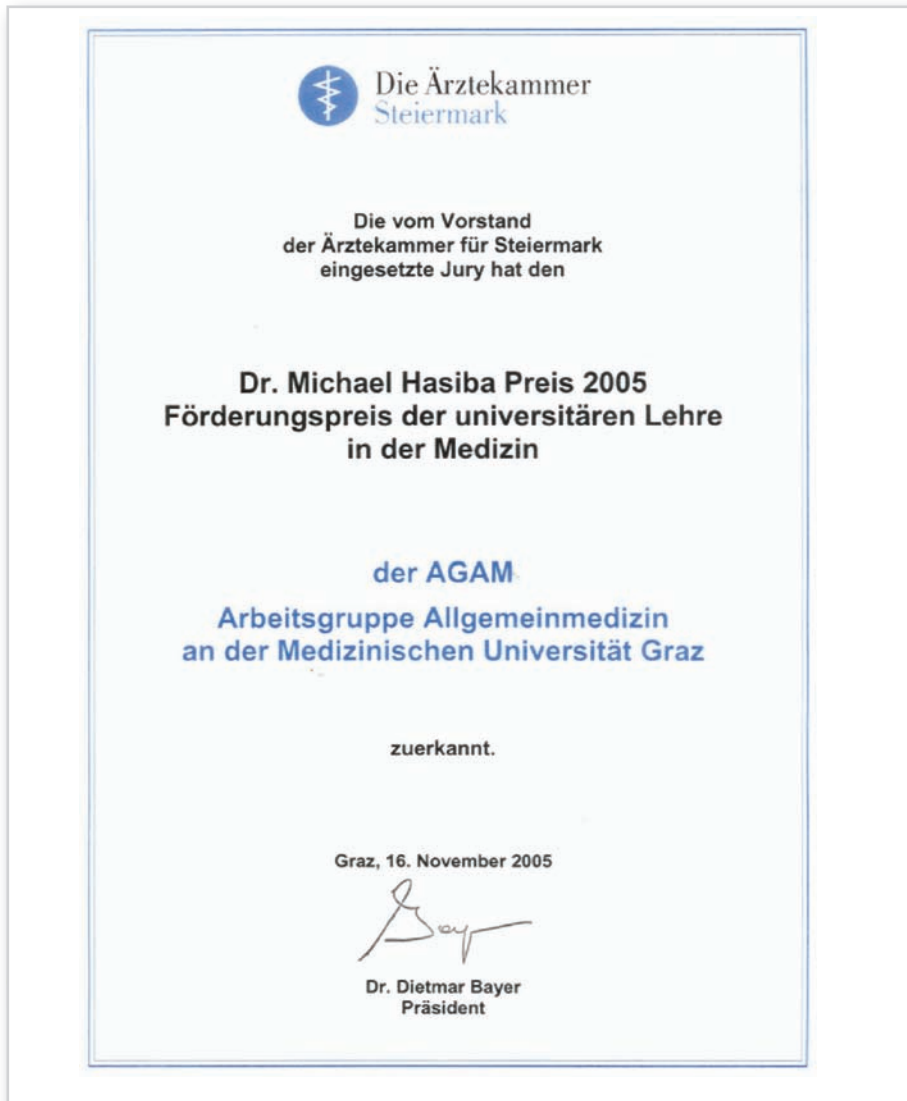 Die Ärztekammer
Steiermark
Die vom Vorstand
der Ärztekammer für Steiermark
eingesetzte Jury hat den
Dr. Michael Hasiba Preis 2005
Förderungspreis der universitären Lehre
in der Medizin
der AGAM
Arbeitsgruppe Allgemeinmedizin
an der Medizinischen Universität Graz
zuerkannt.
Graz, 16. November 2005
Bayer
Dr. Dietmar Bayer
Präsident